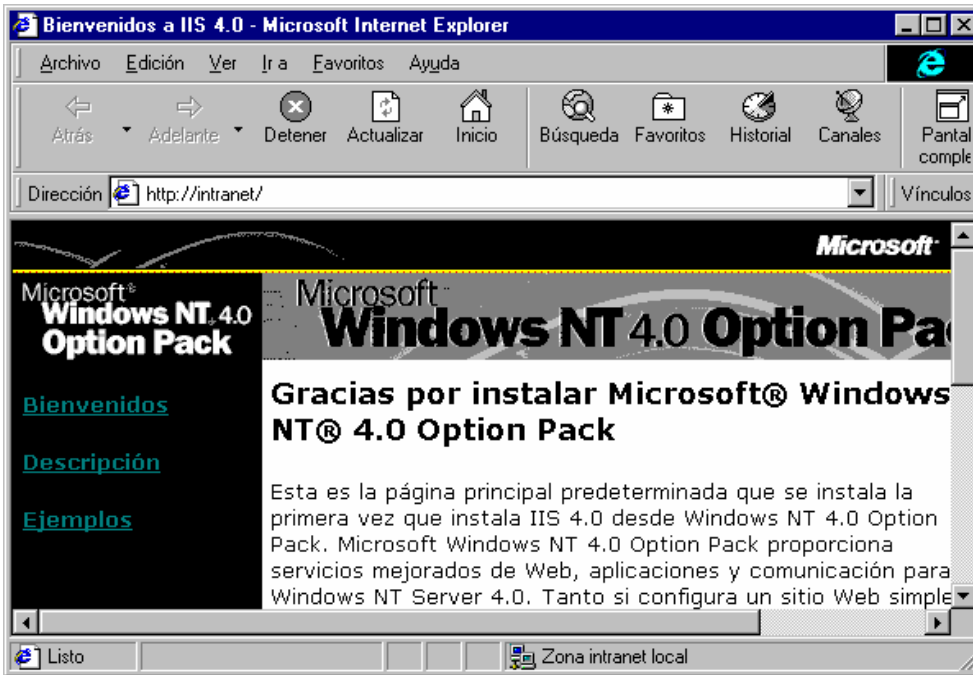 Bienvenidos a IIS 4.0 - Microsoft Internet Explorer
Archivo Edición Ver Ir a Favoritos Ayuda
Atrás Adelante Detener Actualizar Inicio Búsqueda Favoritos Historial Canales Pantal
comple
Dirección http://intranet/ Vínculos
Microsoft
Microsoft®
Windows NT 4.0
Option Pack
Bienvenidos
Descripción
Ejemplos
Microsoft
Windows NT 4.0 Option Pa
Gracias por instalar Microsoft® Windows
NT® 4.0 Option Pack
Esta es la página principal predeterminada que se instala la
primera vez que instala IIS 4.0 desde Windows NT 4.0 Option
Pack. Microsoft Windows NT 4.0 Option Pack proporciona
servicios mejorados de Web, aplicaciones y comunicación para
Windows NT Server 4.0. Tanto si configura un sitio Web simple
Listo Zona intranet local